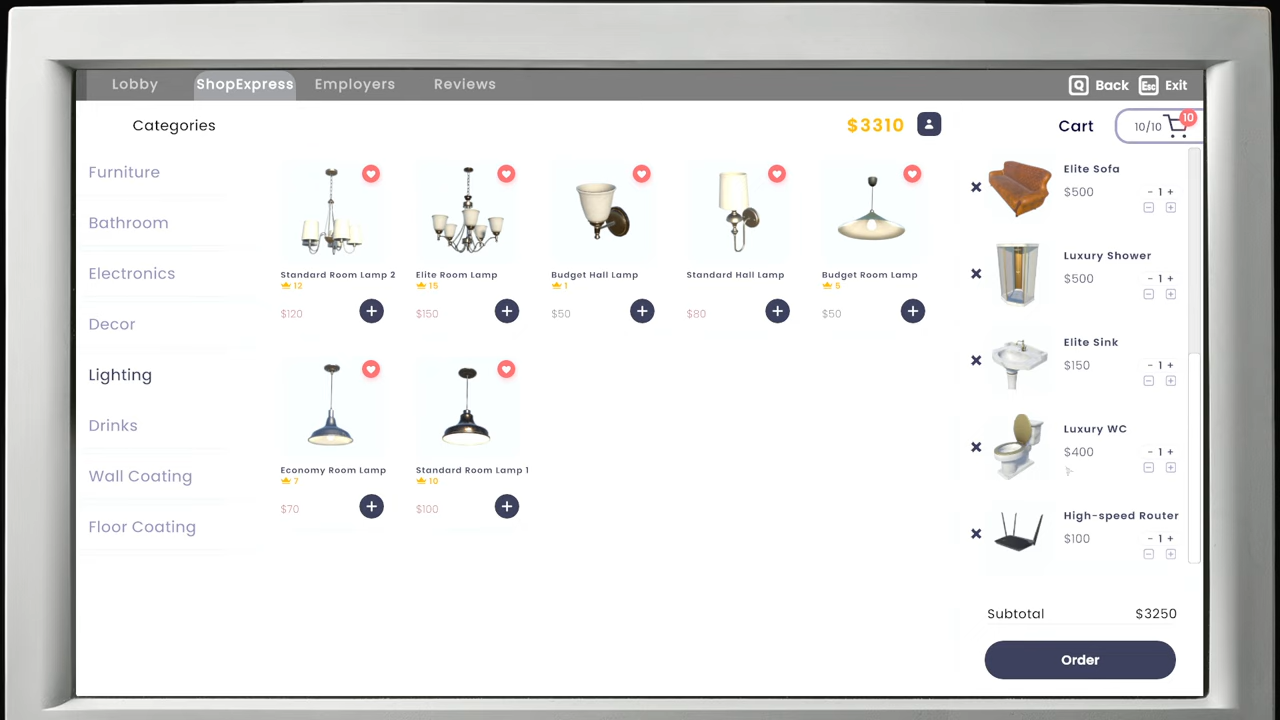 Lobby
ShopExpress
Employers
Reviews
Q Back Esc Exit
Categories
$3310
Cart
10/10
10
Furniture
Bathroom
Electronics
Decor
Lighting
Drinks
Wall Coating
Floor Coating
Standard Room Lamp 2
12
$120
Elite Room Lamp
15
$150
Budget Hall Lamp
1
$50
Standard Hall Lamp
$80
Budget Room Lamp
5
$50
Economy Room Lamp
7
$70
Standard Room Lamp 1
10
$100
Elite Sofa
$500
- 1 +
Luxury Shower
$500
- 1 +
Elite Sink
$150
- 1 +
Luxury WC
$400
- 1 +
High-speed Router
$100
- 1 +
Subtotal $3250
Order